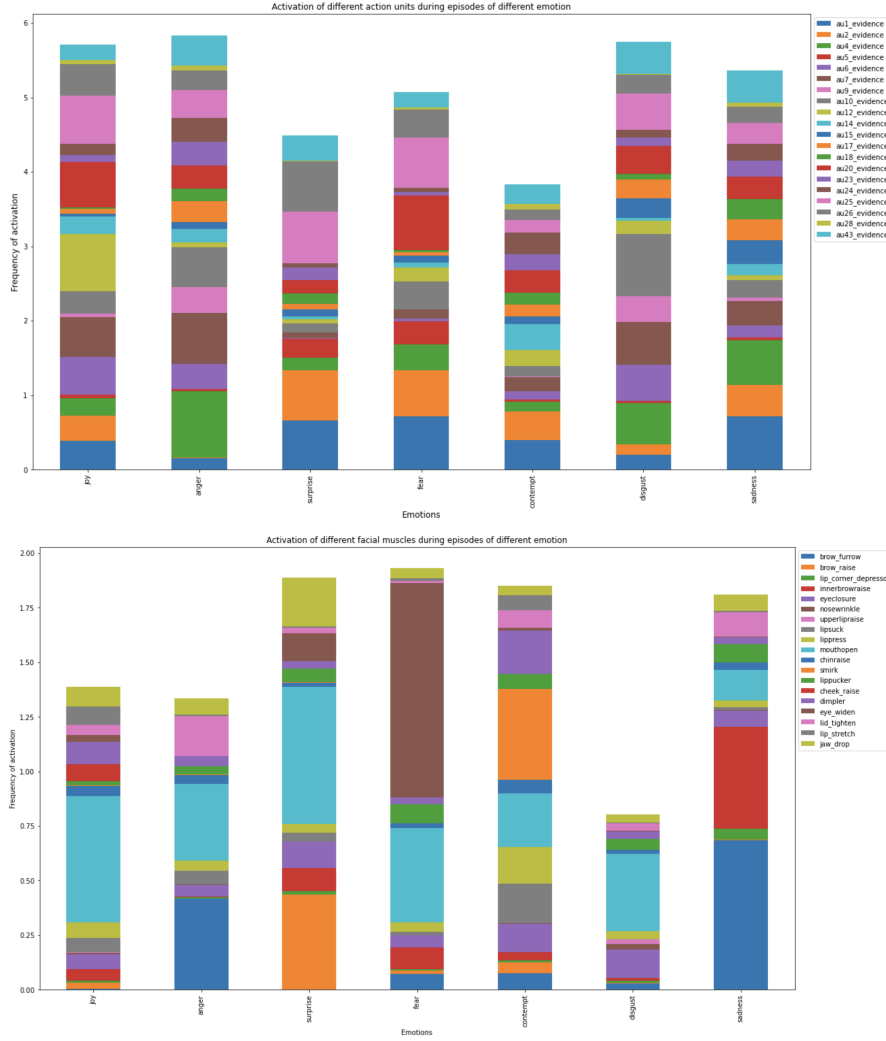 Activation of different action units during episodes of different emotion
6
5
4
3
2
1
0
Frequency of activation
joy
anger
surprise
fear
contempt
disgust
sadness
Emotions
au1_evidence
au2_evidence
au4_evidence
au5_evidence
au6_evidence
au7_evidence
au9_evidence
au10_evidence
au12_evidence
au14_evidence
au15_evidence
au17_evidence
au18_evidence
au20_evidence
au23_evidence
au24_evidence
au25_evidence
au26_evidence
au28_evidence
au43_evidence
Activation of different facial muscles during episodes of different emotion
2.00
1.75
1.50
1.25
1.00
0.75
0.50
0.25
0.00
Frequency of activation
joy
anger
surprise
fear
contempt
disgust
sadness
Emotions
brow_furrow
brow_raise
lip_corner_depresso
innerbrowraise
eyeclosure
nosewrinkle
upperlipraise
lipsuck
lippress
mouthopen
chinraise
smirk
lippucker
cheek_raise
dimpler
eye_widen
lid_tighten
lip_stretch
jaw_drop